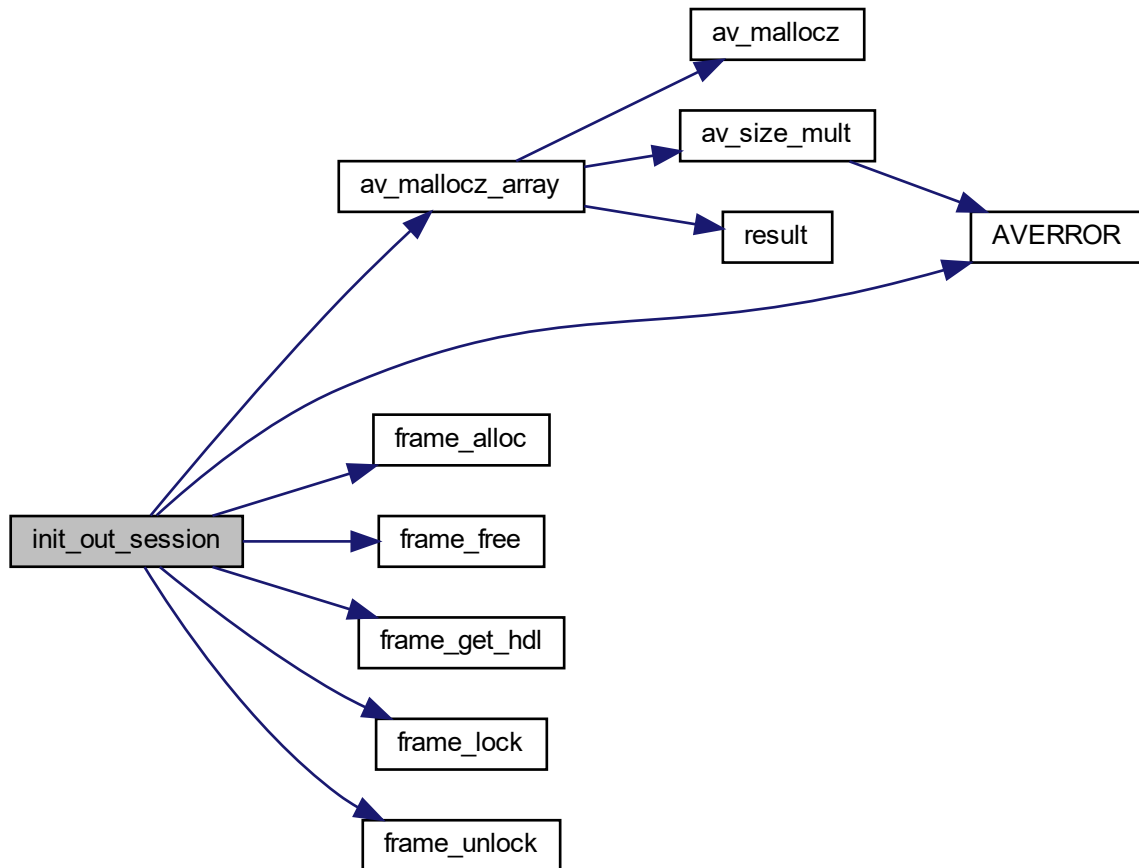 av_mallocz
av_size_mult
av_mallocz_array
AVERROR
result
frame_alloc
init_out_session
frame_free
frame_get_hdl
frame_lock
frame_unlock